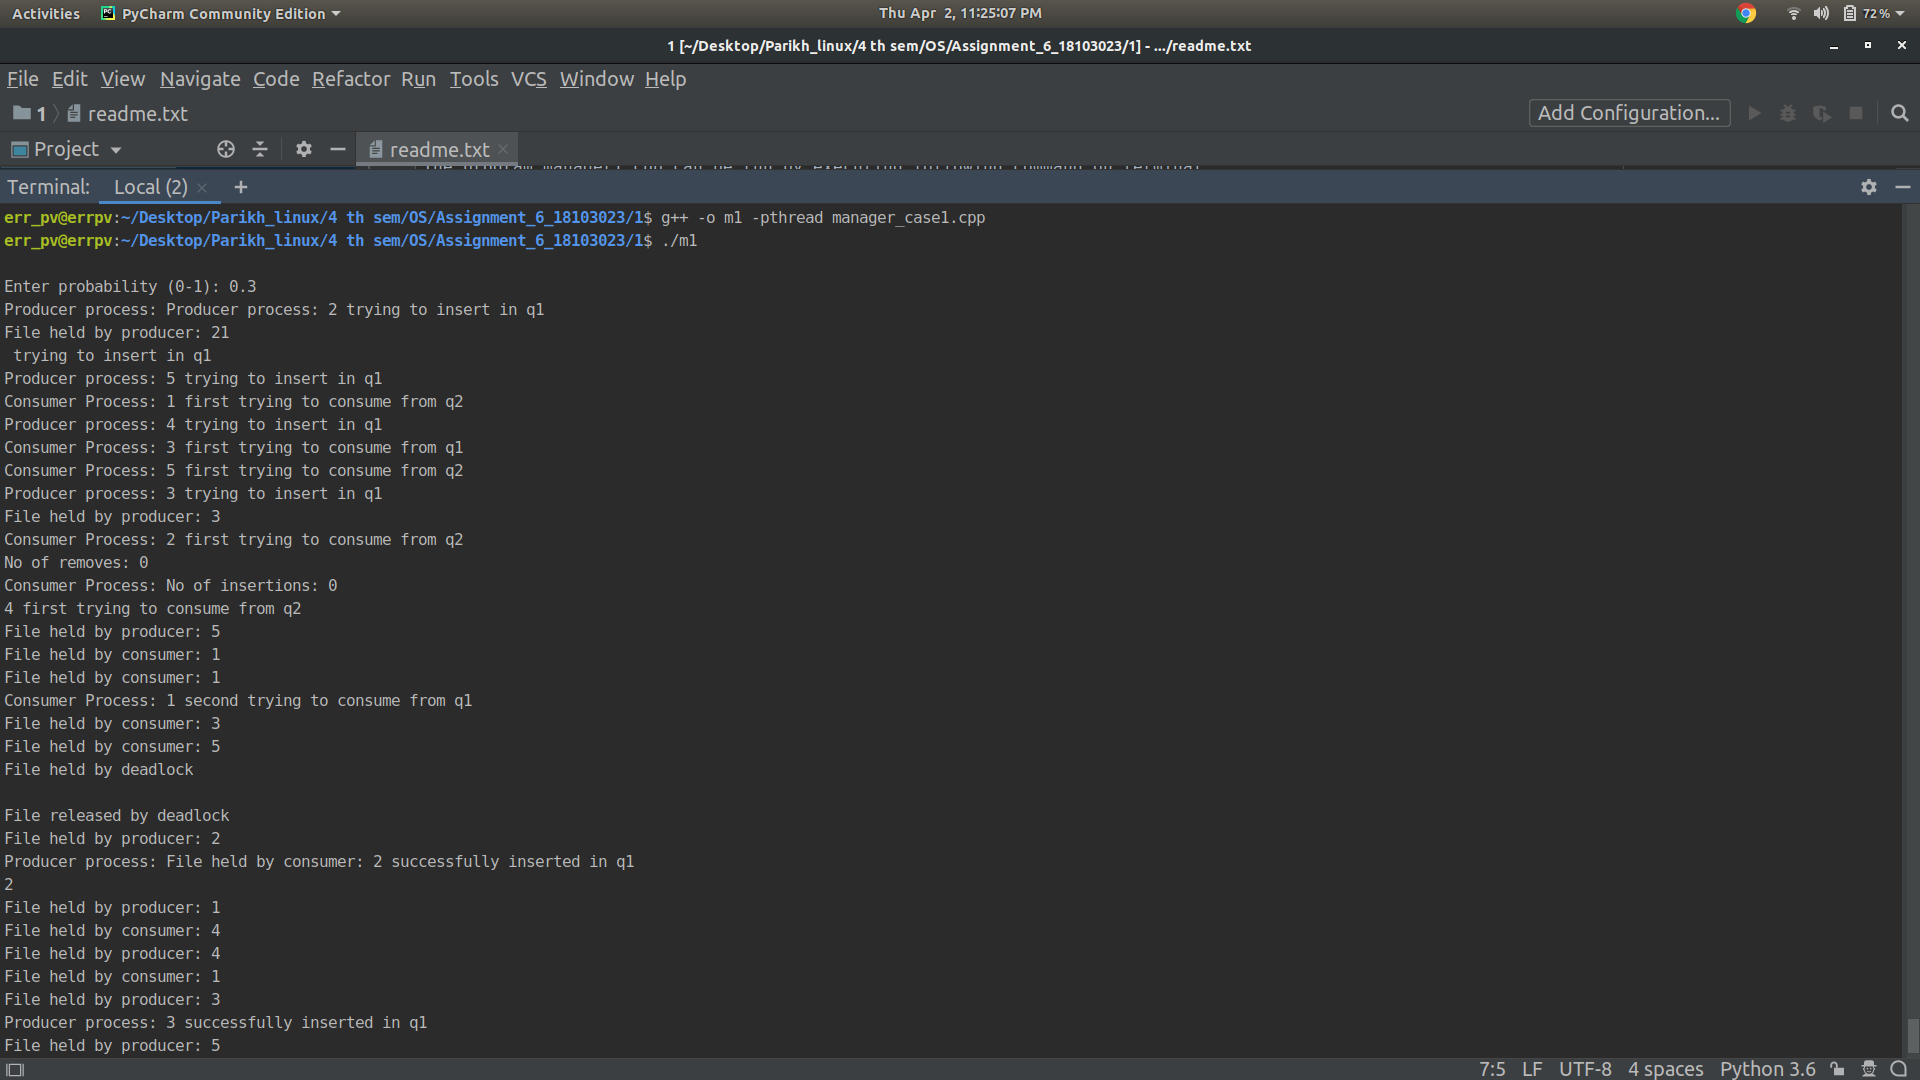 Activities PyCharm Community Edition Thu Apr 2, 11:25:07 PM 72%
1 [~/Desktop/Parikh_linux/4 th sem/OS/Assignment_6_18103023/1] - .../readme.txt
File Edit View Navigate Code Refactor Run Tools VCS Window Help
1 readme.txt Add Configuration...
Project readme.txt
Terminal: Local (2) +
err_pv@errpv:~/Desktop/Parikh_linux/4 th sem/OS/Assignment_6_18103023/1$ g++ -o m1 -pthread manager_case1.cpp
err_pv@errpv:~/Desktop/Parikh_linux/4 th sem/OS/Assignment_6_18103023/1$ ./m1
Enter probability (0-1): 0.3
Producer process: Producer process: 2 trying to insert in q1
File held by producer: 21
 trying to insert in q1
Producer process: 5 trying to insert in q1
Consumer Process: 1 first trying to consume from q2
Producer process: 4 trying to insert in q1
Consumer Process: 3 first trying to consume from q1
Consumer Process: 5 first trying to consume from q2
Producer process: 3 trying to insert in q1
File held by producer: 3
Consumer Process: 2 first trying to consume from q2
No of removes: 0
Consumer Process: No of insertions: 0
4 first trying to consume from q2
File held by producer: 5
File held by consumer: 1
File held by consumer: 1
Consumer Process: 1 second trying to consume from q1
File held by consumer: 3
File held by consumer: 5
File held by deadlock
File released by deadlock
File held by producer: 2
Producer process: File held by consumer: 2 successfully inserted in q1
2
File held by producer: 1
File held by consumer: 4
File held by producer: 4
File held by consumer: 1
File held by producer: 3
Producer process: 3 successfully inserted in q1
File held by producer: 5
7:5 LF UTF-8 4 spaces Python 3.6